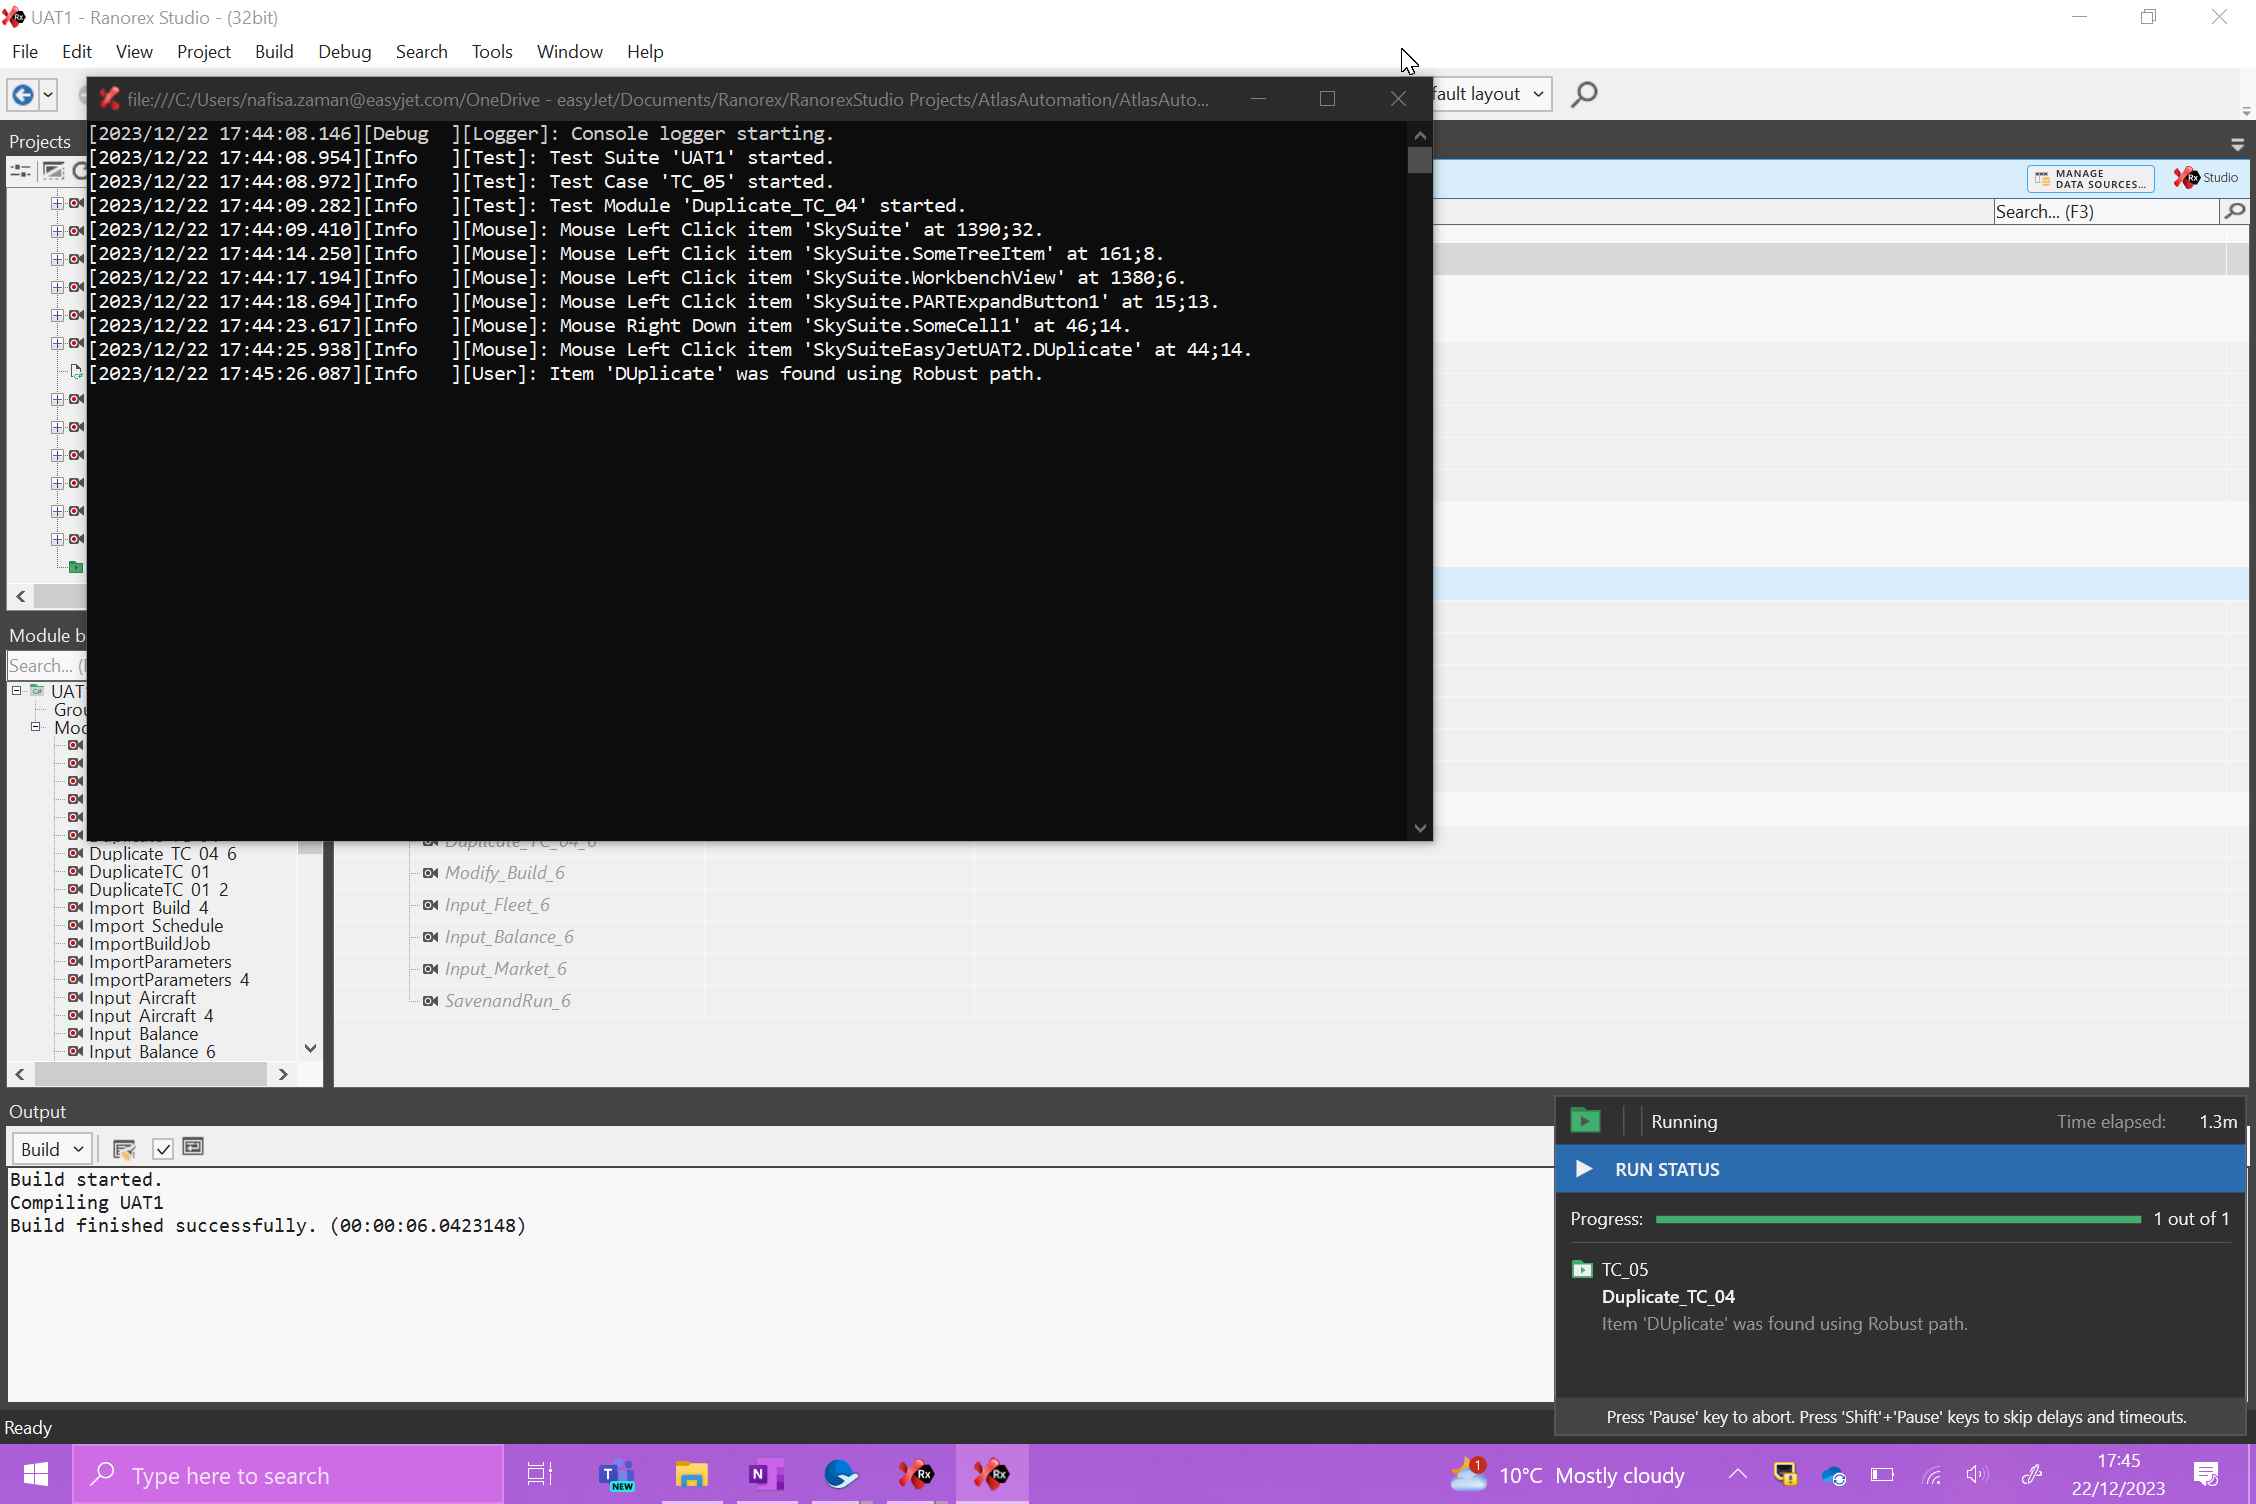 UAT1 - Ranorex Studio - (32bit)
File Edit View Project Build Debug Search Tools Window Help
file:///C:/Users/nafisa.zaman@easyjet.com/OneDrive - easyJet/Documents/Ranorex/RanorexStudio Projects/AtlasAutomation/AtlasAuto...
fault layout
Projects
[2023/12/22 17:44:08.146][Debug ][Logger]: Console logger starting.
[2023/12/22 17:44:08.954][Info ][Test]: Test Suite 'UAT1' started.
[2023/12/22 17:44:08.972][Info ][Test]: Test Case 'TC_05' started.
[2023/12/22 17:44:09.282][Info ][Test]: Test Module 'Duplicate_TC_04' started.
[2023/12/22 17:44:09.410][Info ][Mouse]: Mouse Left Click item 'SkySuite' at 1390;32.
[2023/12/22 17:44:14.250][Info ][Mouse]: Mouse Left Click item 'SkySuite.SomeTreeItem' at 161;8.
[2023/12/22 17:44:17.194][Info ][Mouse]: Mouse Left Click item 'SkySuite.WorkbenchView' at 1380;6.
[2023/12/22 17:44:18.694][Info ][Mouse]: Mouse Left Click item 'SkySuite.PARTExpandButton1' at 15;13.
[2023/12/22 17:44:23.617][Info ][Mouse]: Mouse Right Down item 'SkySuite.SomeCell1' at 46;14.
[2023/12/22 17:44:25.938][Info ][Mouse]: Mouse Left Click item 'SkySuiteEasyJetUAT2.DUplicate' at 44;14.
[2023/12/22 17:45:26.087][Info ][User]: Item 'DUplicate' was found using Robust path.
MANAGE
DATA SOURCES...
Rx Studio
Search... (F3)
Module b
Search... (
UAT
Grou
Mod
Duplicate TC 04 6
DuplicateTC 01
DuplicateTC 01 2
Import Build 4
Import Schedule
ImportBuildJob
ImportParameters
ImportParameters 4
Input Aircraft
Input Aircraft 4
Input Balance
Input Balance 6
Duplicate_TC_04_6
Modify_Build_6
Input_Fleet_6
Input_Balance_6
Input_Market_6
SavenandRun_6
Output
Build
Build started.
Compiling UAT1
Build finished successfully. (00:00:06.0423148)
Running Time elapsed: 1.3m
RUN STATUS
Progress: 1 out of 1
TC_05
Duplicate_TC_04
Item 'DUplicate' was found using Robust path.
Press 'Pause' key to abort. Press 'Shift'+'Pause' keys to skip delays and timeouts.
Ready
Type here to search
T NEW
N
Rx
Rx
1
10°C Mostly cloudy
17:45
22/12/2023